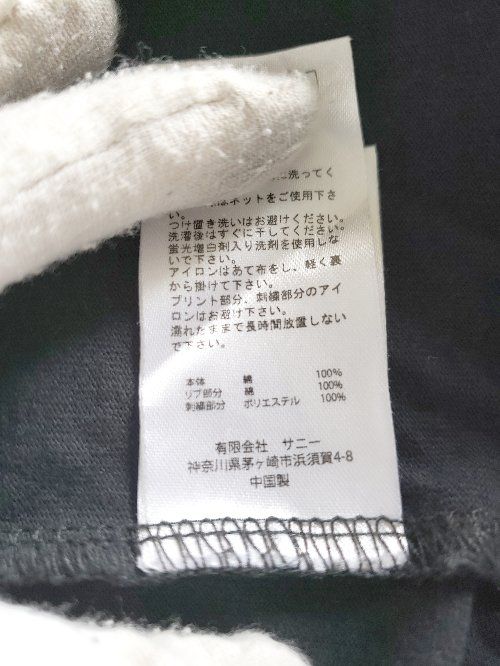 洗ってく
はネットをご使用下さ
い。
つけ置き洗いはお避けください。
洗濯後はすぐに干してください。
蛍光増白剤入り洗剤を使用しな
いで下さい。
アイロンはあて布をし、軽く裏
から掛けて下さい。
プリント部分、刺繍部分のアイ
ロンはお避け下さい。
濡れたままで長時間放置しない
で下さい。
本体 綿 100%
リブ部分 綿 100%
刺繍部分 ポリエステル 100%
有限会社 サニー
神奈川県茅ヶ崎市浜須賀4-8
中国製